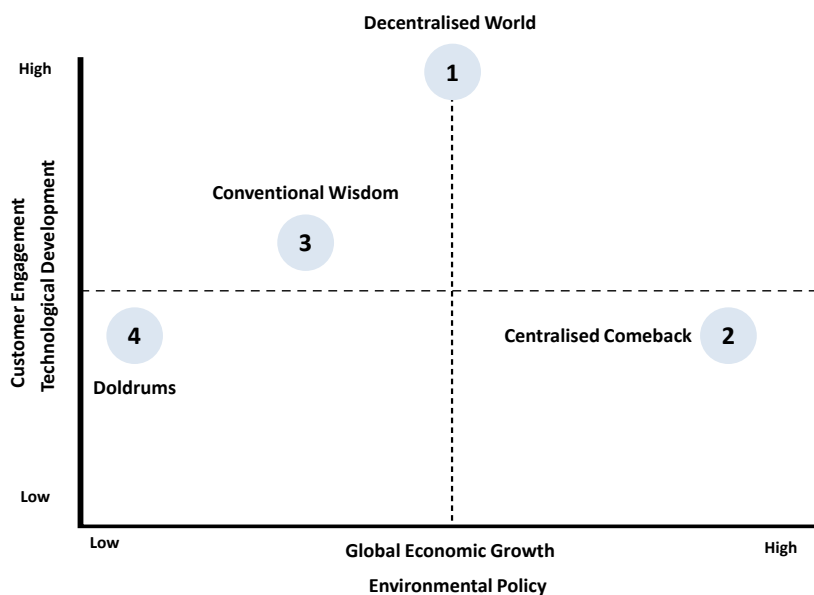 Decentralised World
High
1
Conventional Wisdom
3
Customer Engagement
Technological Development
4
Centralised Comeback 2
Doldrums
Low
Low
Global Economic Growth
High
Environmental Policy